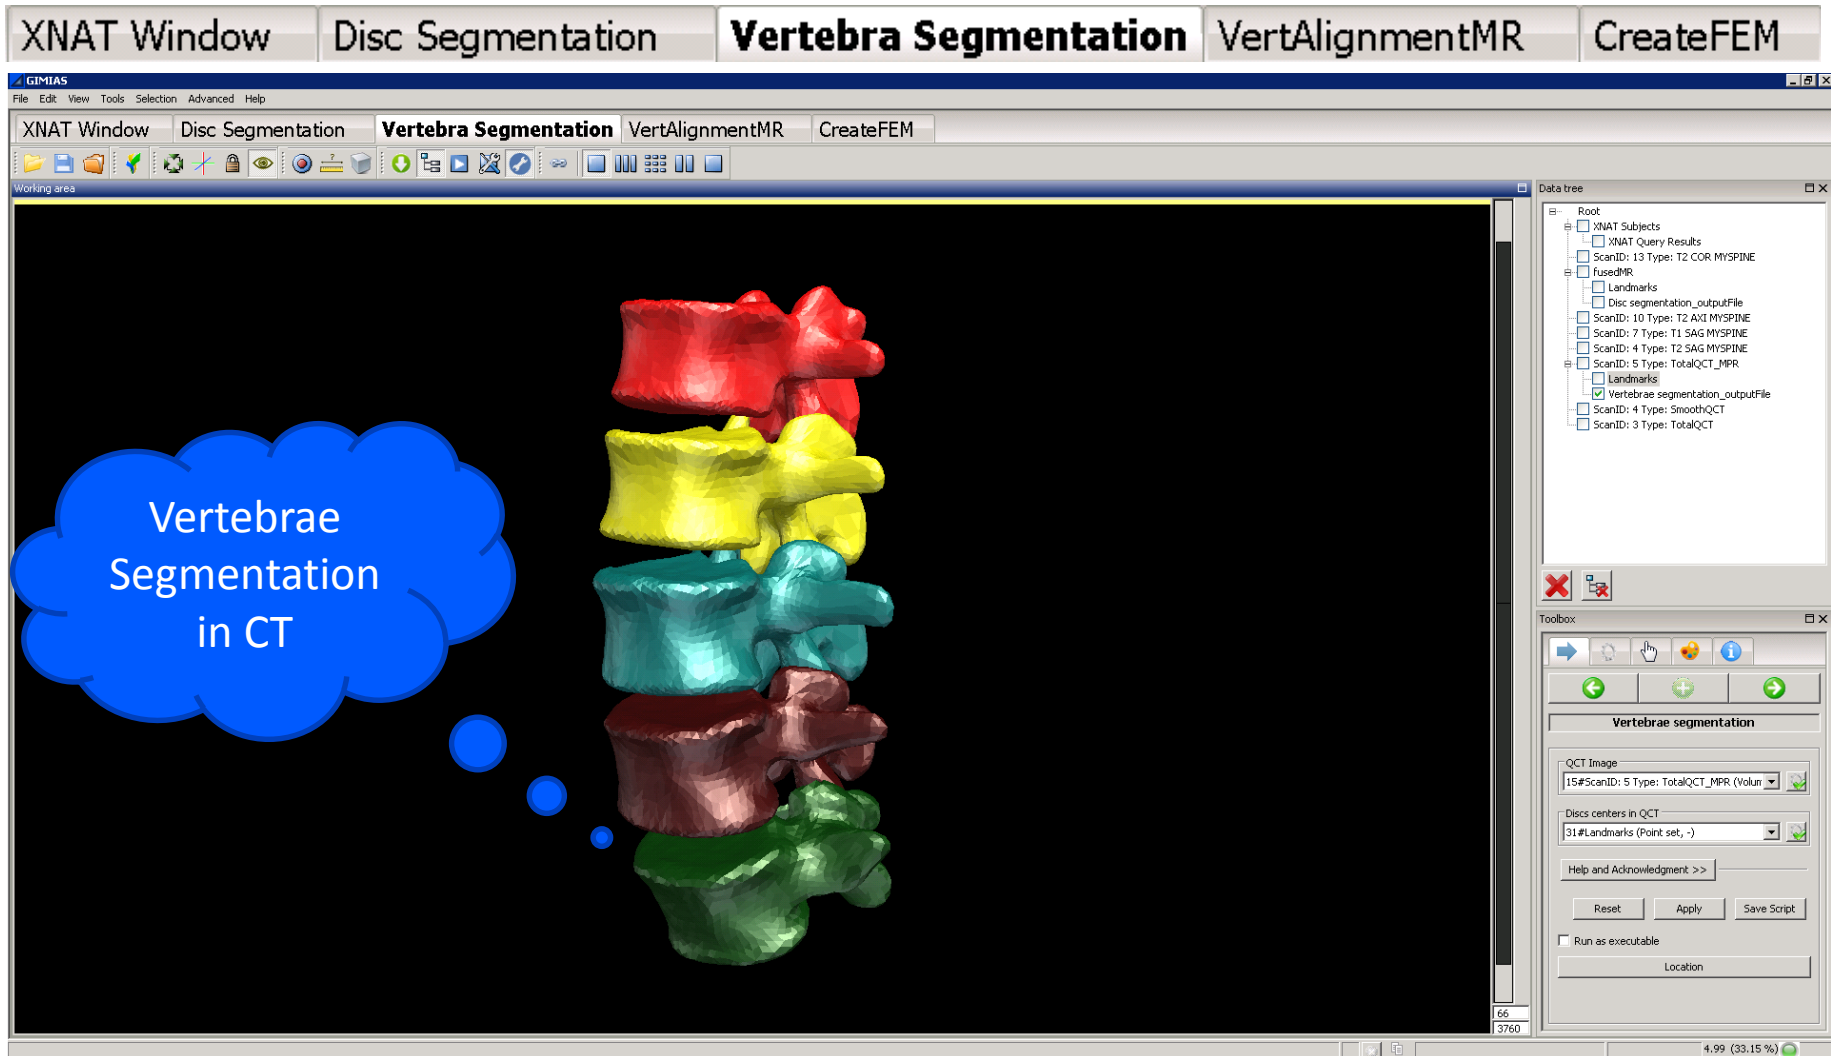 XNAT Window Disc Segmentation Vertebra Segmentation VertAlignmentMR CreateFEM
GIMIAS
File Edit View Tools Selection Advanced Help
XNAT Window Disc Segmentation Vertebra Segmentation VertAlignmentMR CreateFEM
Working area
Vertebrae
Segmentation
in CT
66
3760
Data tree
Root
XNAT Subjects
XNAT Query Results
ScanID: 13 Type: T2 COR MYSPINE
fusedMR
Landmarks
Disc segmentation_outputFile
ScanID: 10 Type: T2 AXI MYSPINE
ScanID: 7 Type: T1 SAG MYSPINE
ScanID: 4 Type: T2 SAG MYSPINE
ScanID: 5 Type: TotalQCT_MPR
Landmarks
Vertebrae segmentation_outputFile
ScanID: 4 Type: SmoothQCT
ScanID: 3 Type: TotalQCT
Toolbox
Vertebrae segmentation
QCT Image
15#ScanID: 5 Type: TotalQCT_MPR (Volum
Discs centers in QCT
31#Landmarks (Point set, -)
Help and Acknowledgment >>
Reset Apply Save Script
Run as executable
Location
4.99 (33.15 %)